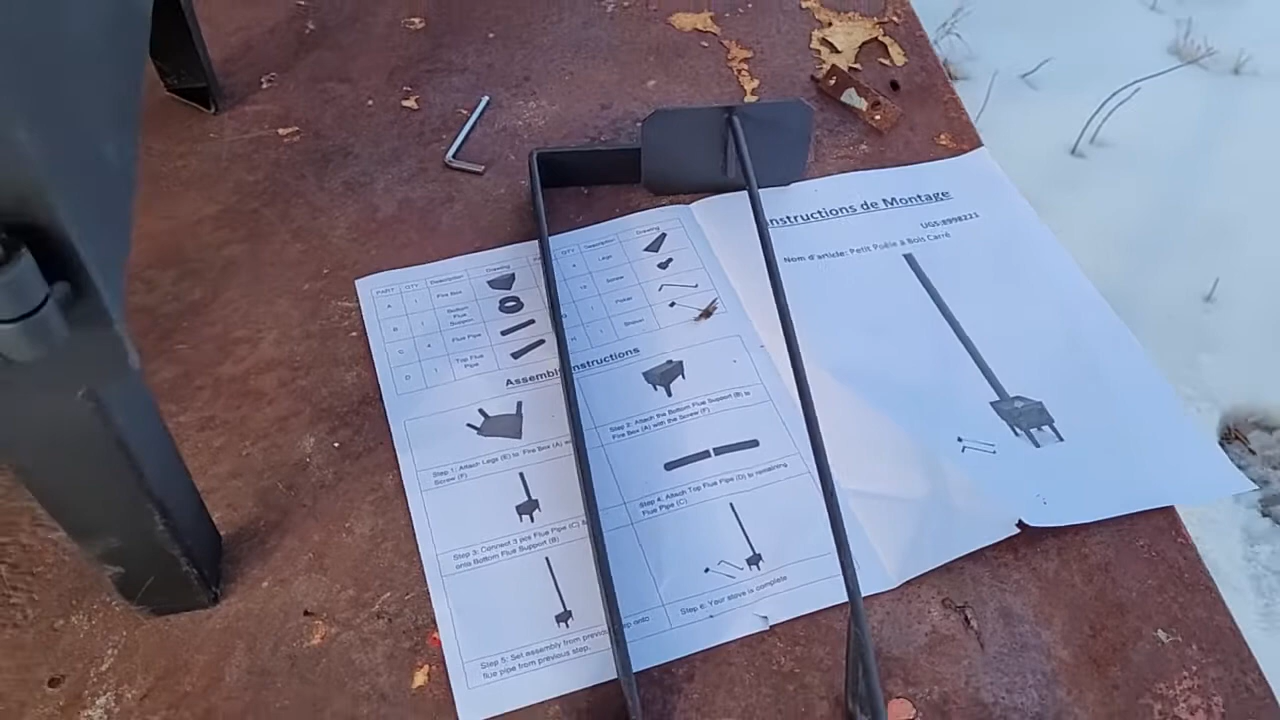 PART QTY Description Drawing
A 1 Fire Box
B 1 Bottom
Flue
Support
C 4 Flue Pipe
D 1 Top Flue
Pipe
QTY Description Drawing
4 Legs
Screw
1 Poker
H 1 Shovel
Assembly Instructions
Step 1: Attach Legs (E) to Fire Box (A)
Screw (F)
Step 2: Attach the Bottom Flue Support (B) to
Fire Box (A) with the Screw (F)
Step 3: Connect 3 pcs Flue Pipe (C)
onto Bottom Flue Support (B)
Step 4: Attach Top Flue Pipe (D) to remaining
Flue Pipe (C)
Step 5: Set assembly from previous onto
flue pipe from previous step.
Step 6: Your stove is complete
nstructions de Montage
UGS:8998221
Nom d'article: Petit Poêle à Bois Carré